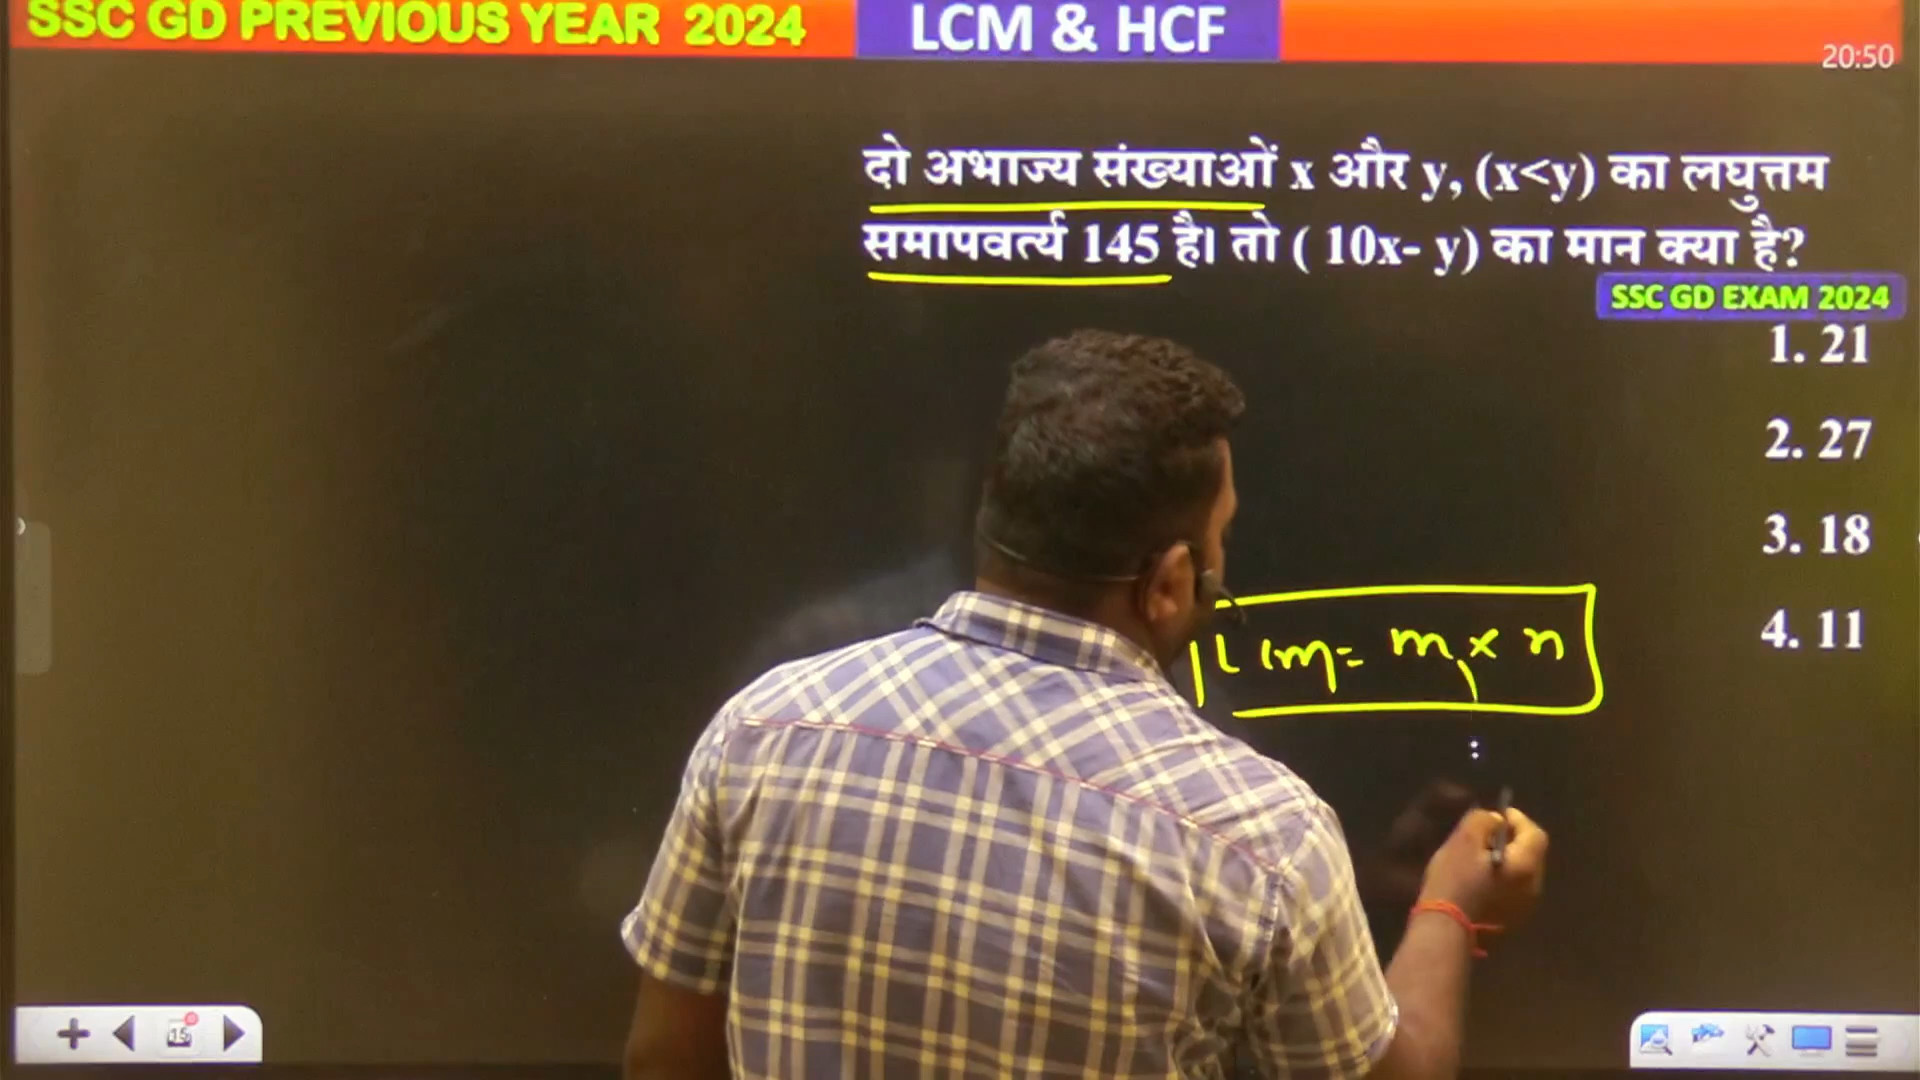 SSC GD PREVIOUS YEAR 2024
LCM & HCF
20:50
दो अभाज्य संख्याओं x और y, (x<y) का लघुत्तम
समापवर्त्य 145 है। तो ( 10x- y) का मान क्या है?
SSC GD EXAM 2024
1. 21
2. 27
3. 18
4. 11
Lcm = m × n
15